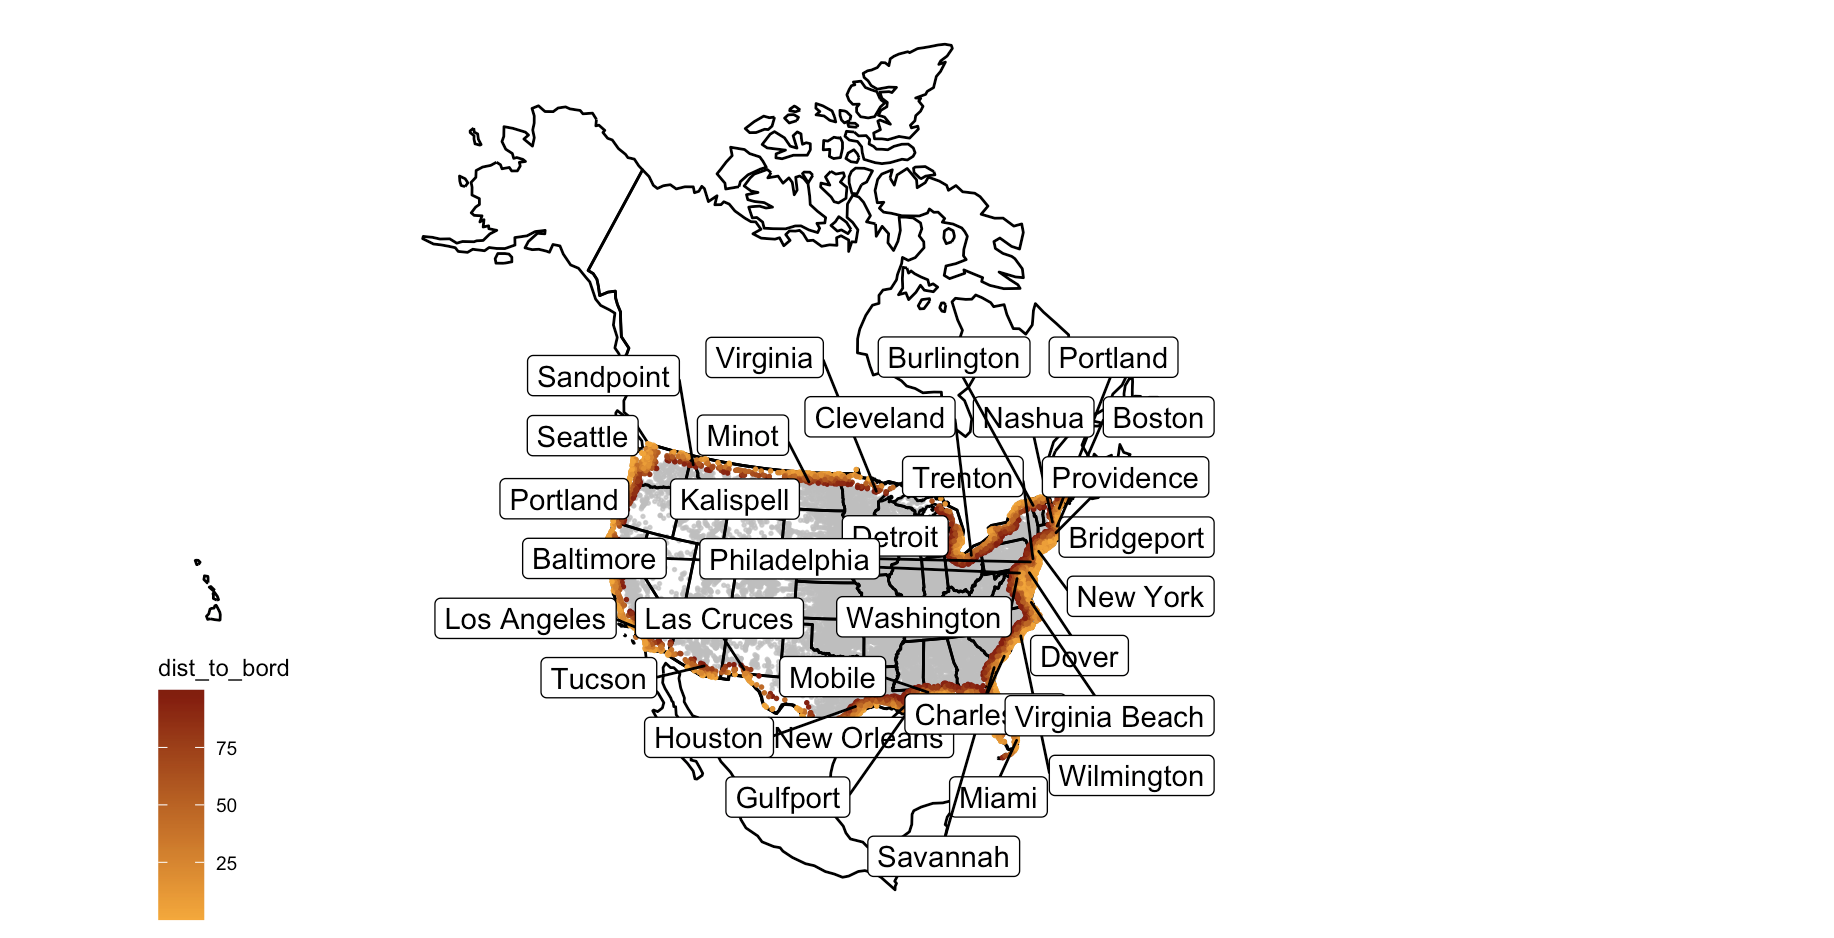 Virginia
Burlington
Portland
Sandpoint
Cleveland
Nashua
Boston
Seattle
Minot
Trenton
Providence
Portland
Kalispell
Detroit
Bridgeport
Baltimore
Philadelphia
New York
Los Angeles
Las Cruces
Washington
Dover
dist_to_bord
Tucson
Mobile
Charles
Virginia Beach
Houston
New Orleans
75
Wilmington
Gulfport
Miami
50
Savannah
25